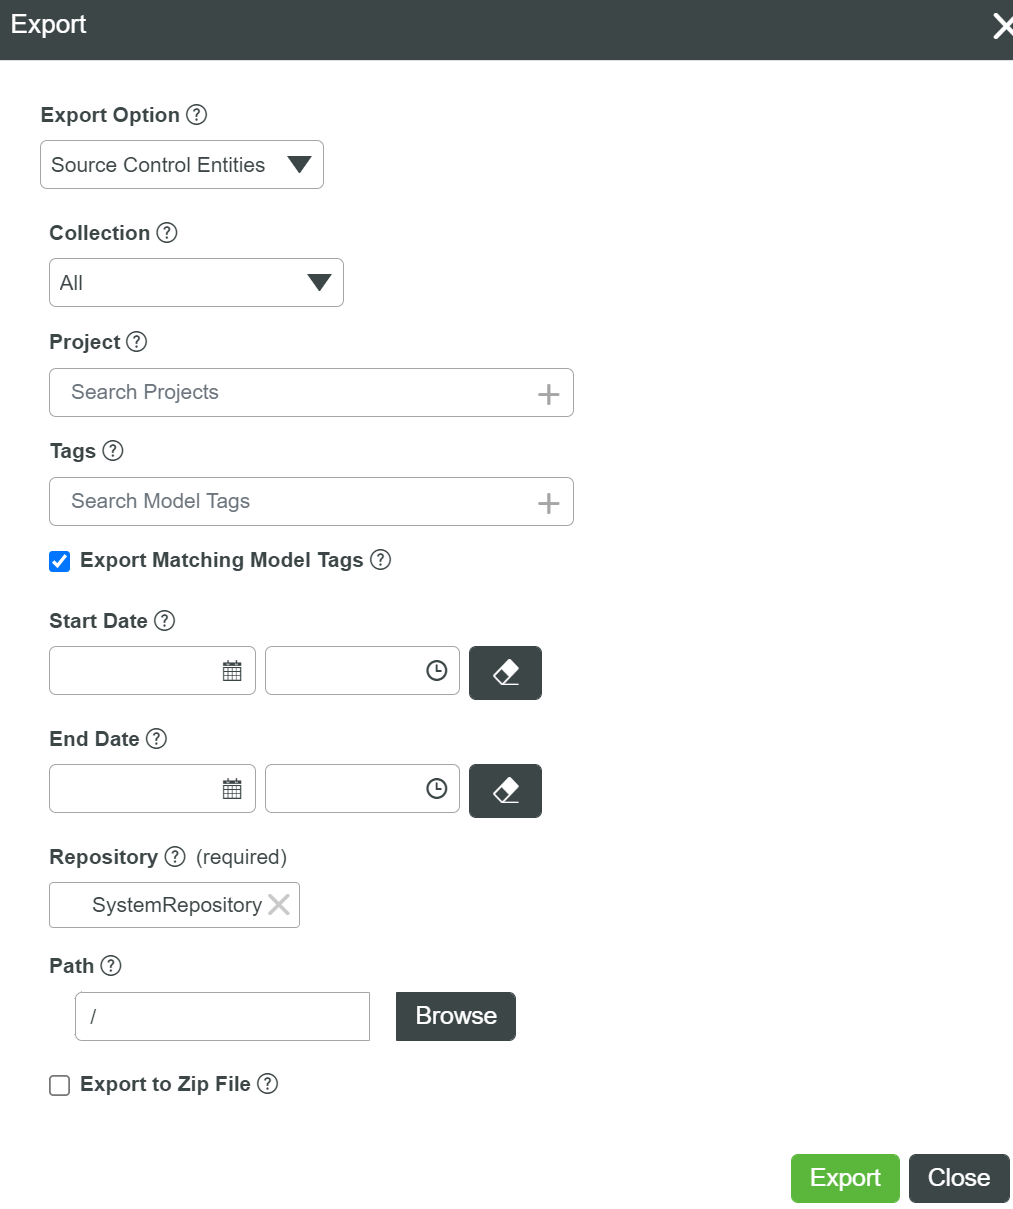 Export
Export Option ?
Source Control Entities
Collection ?
All
Project ?
Search Projects
Tags ?
Search Model Tags
Export Matching Model Tags ?
Start Date ?
End Date ?
Repository ? (required)
SystemRepository
Path ?
/ Browse
Export to Zip File ?
Export Close